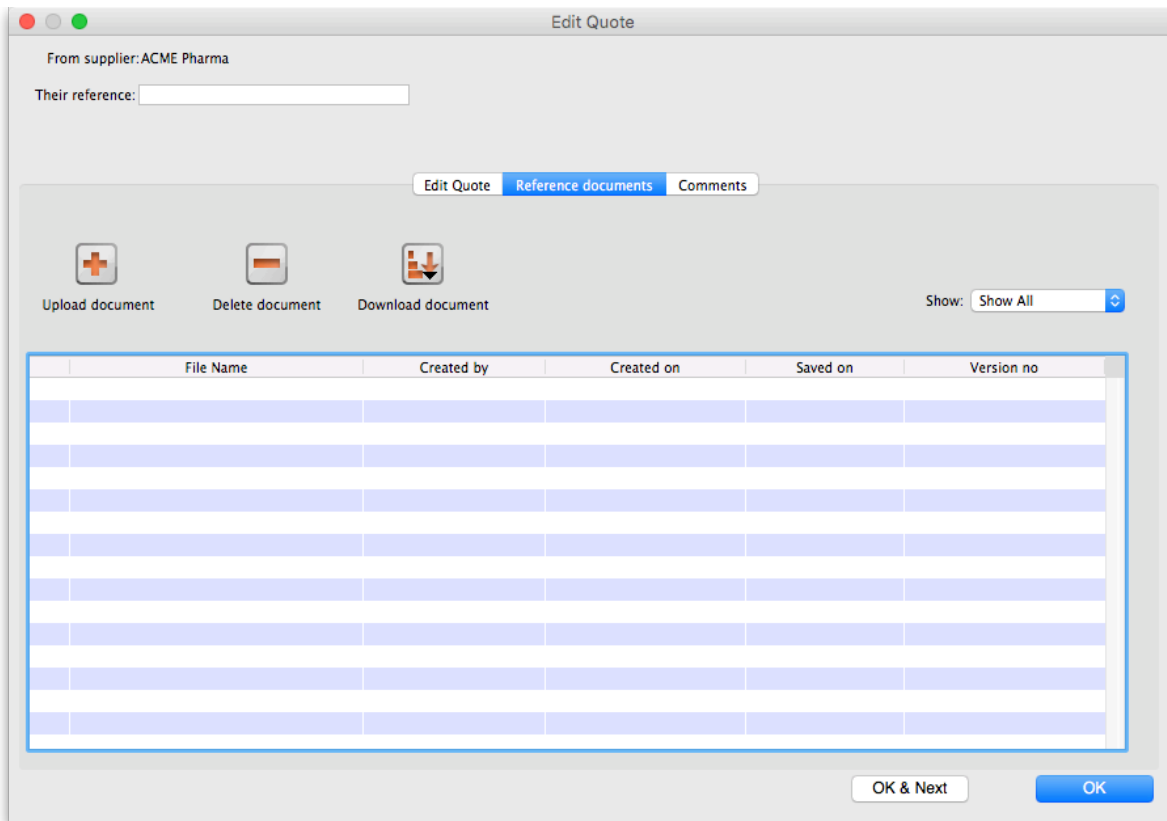 Edit Quote
From supplier: ACME Pharma
Their reference:
Edit Quote Reference documents Comments
Upload document Delete document Download document
Show: Show All
File Name Created by Created on Saved on Version no
OK & Next OK